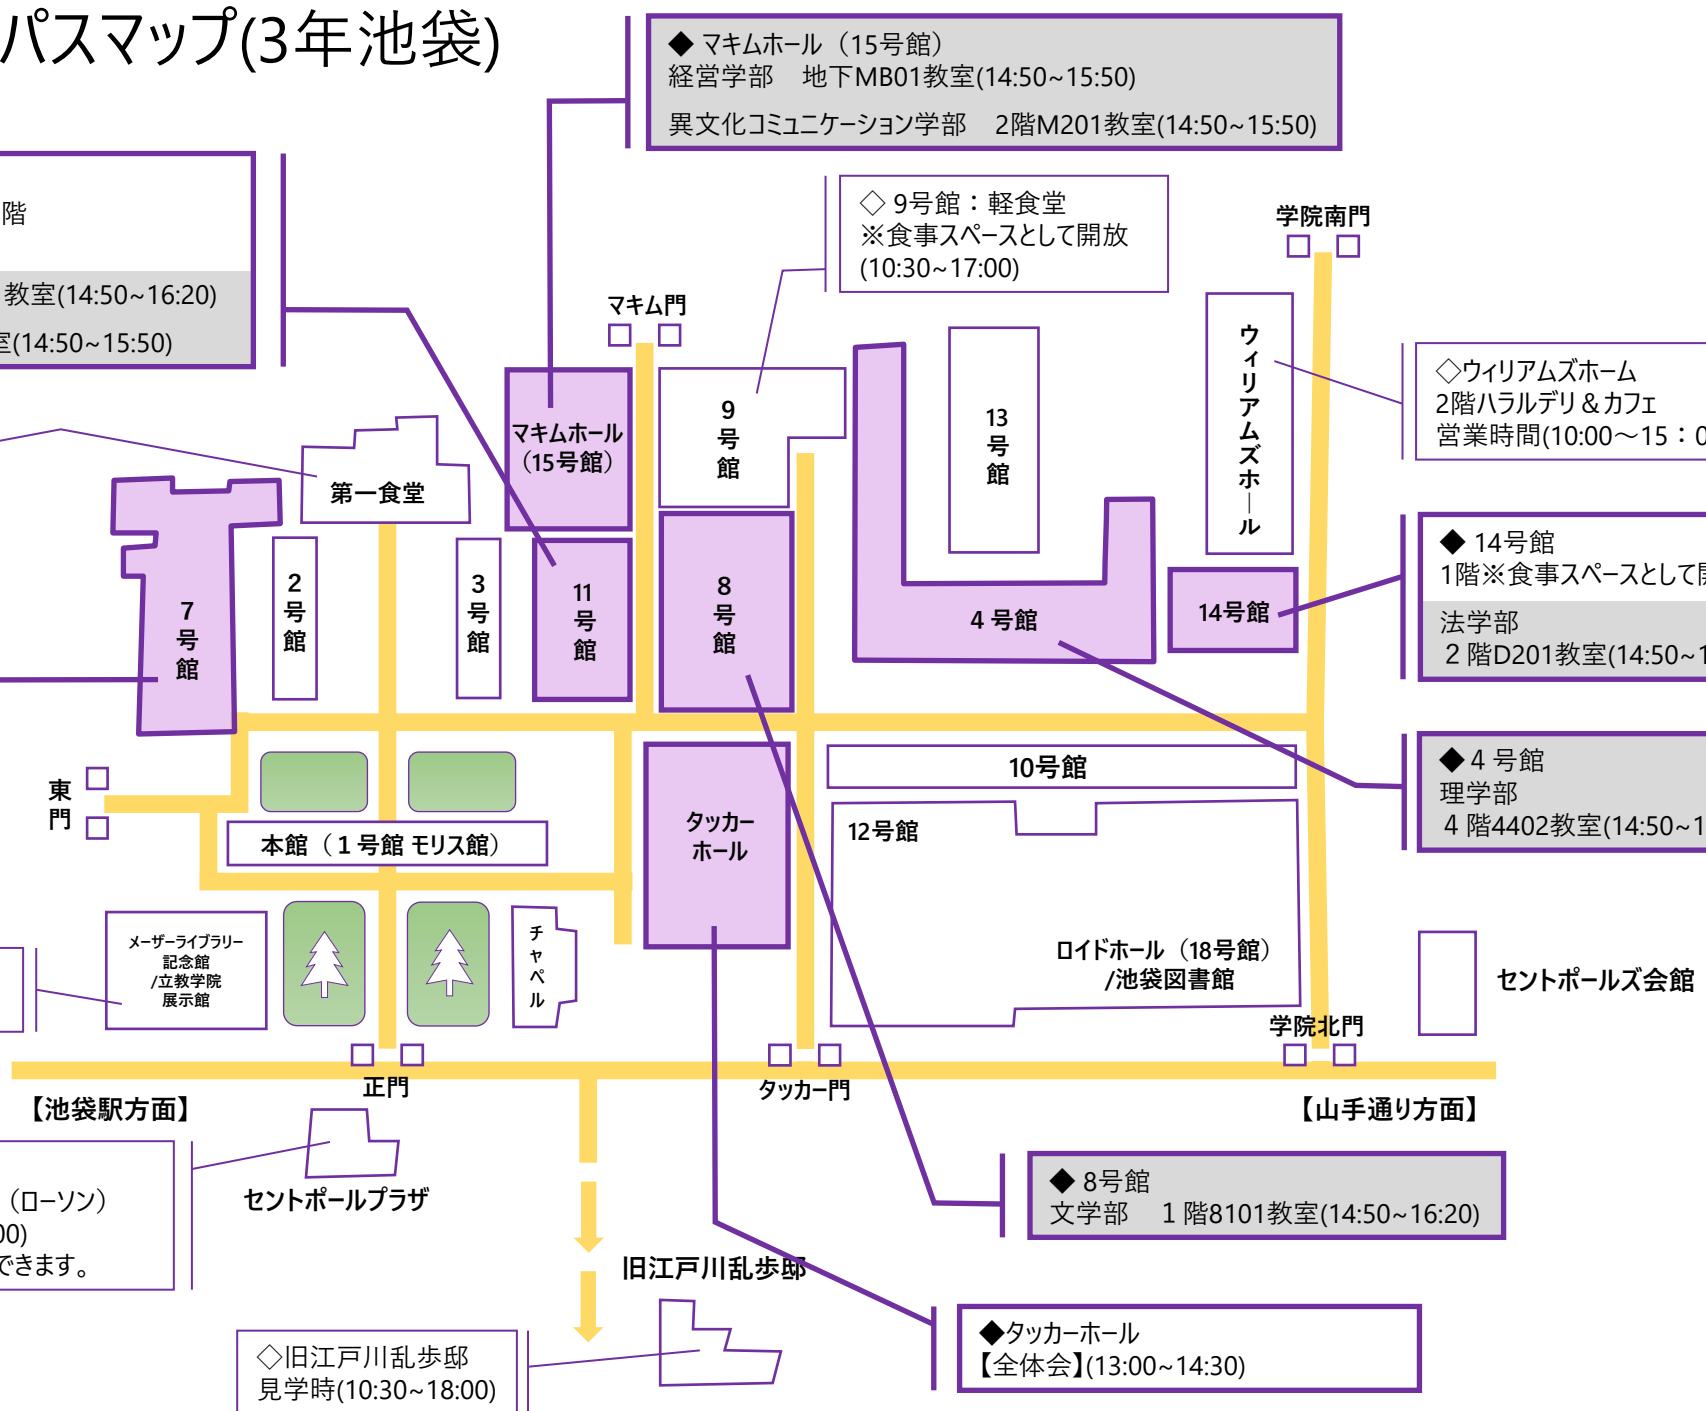 パスマップ(3年池袋)
◆ マキムホール（15号館）
経営学部　地下MB01教室(14:50~15:50)
異文化コミュニケーション学部　2階M201教室(14:50~15:50)
階
教室(14:50~16:20)
室(14:50~15:50)
◇ 9号館：軽食堂
※食事スペースとして開放
(10:30~17:00)
学院南門
マキム門
ウィリアムズホール
◇ウィリアムズホーム
2階ハラルデリ＆カフェ
営業時間(10:00～15：0
マキムホール
（15号館）
9号館
13号館
第一食堂
◆ 14号館
1階※食事スペースとして開
法学部
２階D201教室(14:50~1
7号館
2号館
3号館
11号館
8号館
４号館
14号館
◆４号館
理学部
４階4402教室(14:50~1
東門
10号館
本館（１号館 モリス館）
タッカー
ホール
12号館
メーザーライブラリー
記念館
/立教学院
展示館
チャペル
ロイドホール（18号館）
/池袋図書館
セントポールズ会館
学院北門
正門
タッカー門
【池袋駅方面】
【山手通り方面】
（ローソン）
00)
できます。
セントポールプラザ
◆ 8号館
文学部　１階8101教室(14:50~16:20)
旧江戸川乱歩邸
◆タッカーホール
【全体会】(13:00~14:30)
◇旧江戸川乱歩邸
見学時(10:30~18:00)